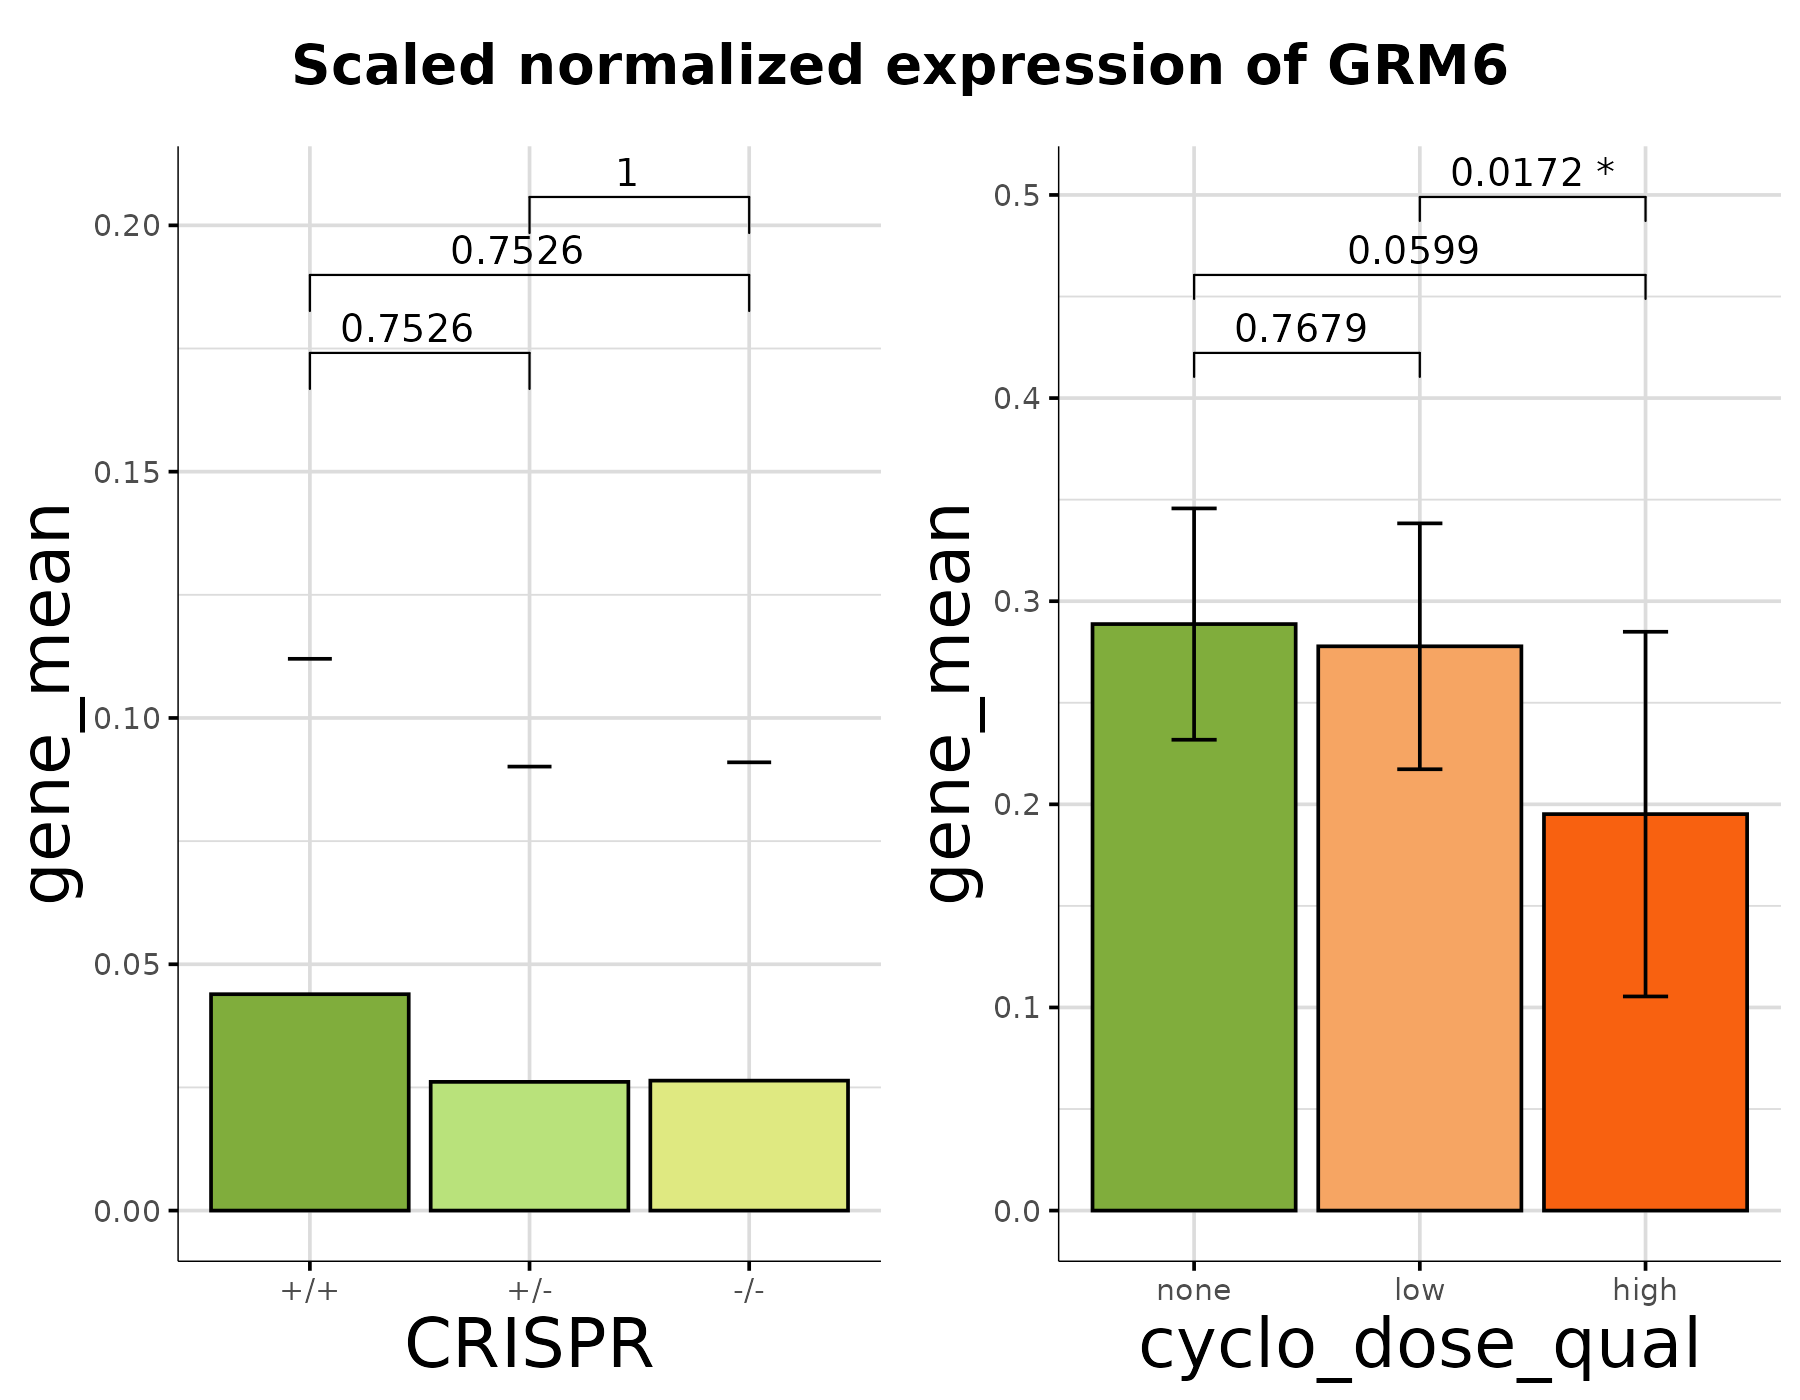 Scaled normalized expression of GRM6
1
0.7526
0.7526
0.20
0.15
0.10
0.05
0.00
gene_mean
+/+ +/- -/-
CRISPR
0.0172 *
0.0599
0.7679
0.5
0.4
0.3
0.2
0.1
0.0
gene_mean
none low high
cyclo_dose_qual